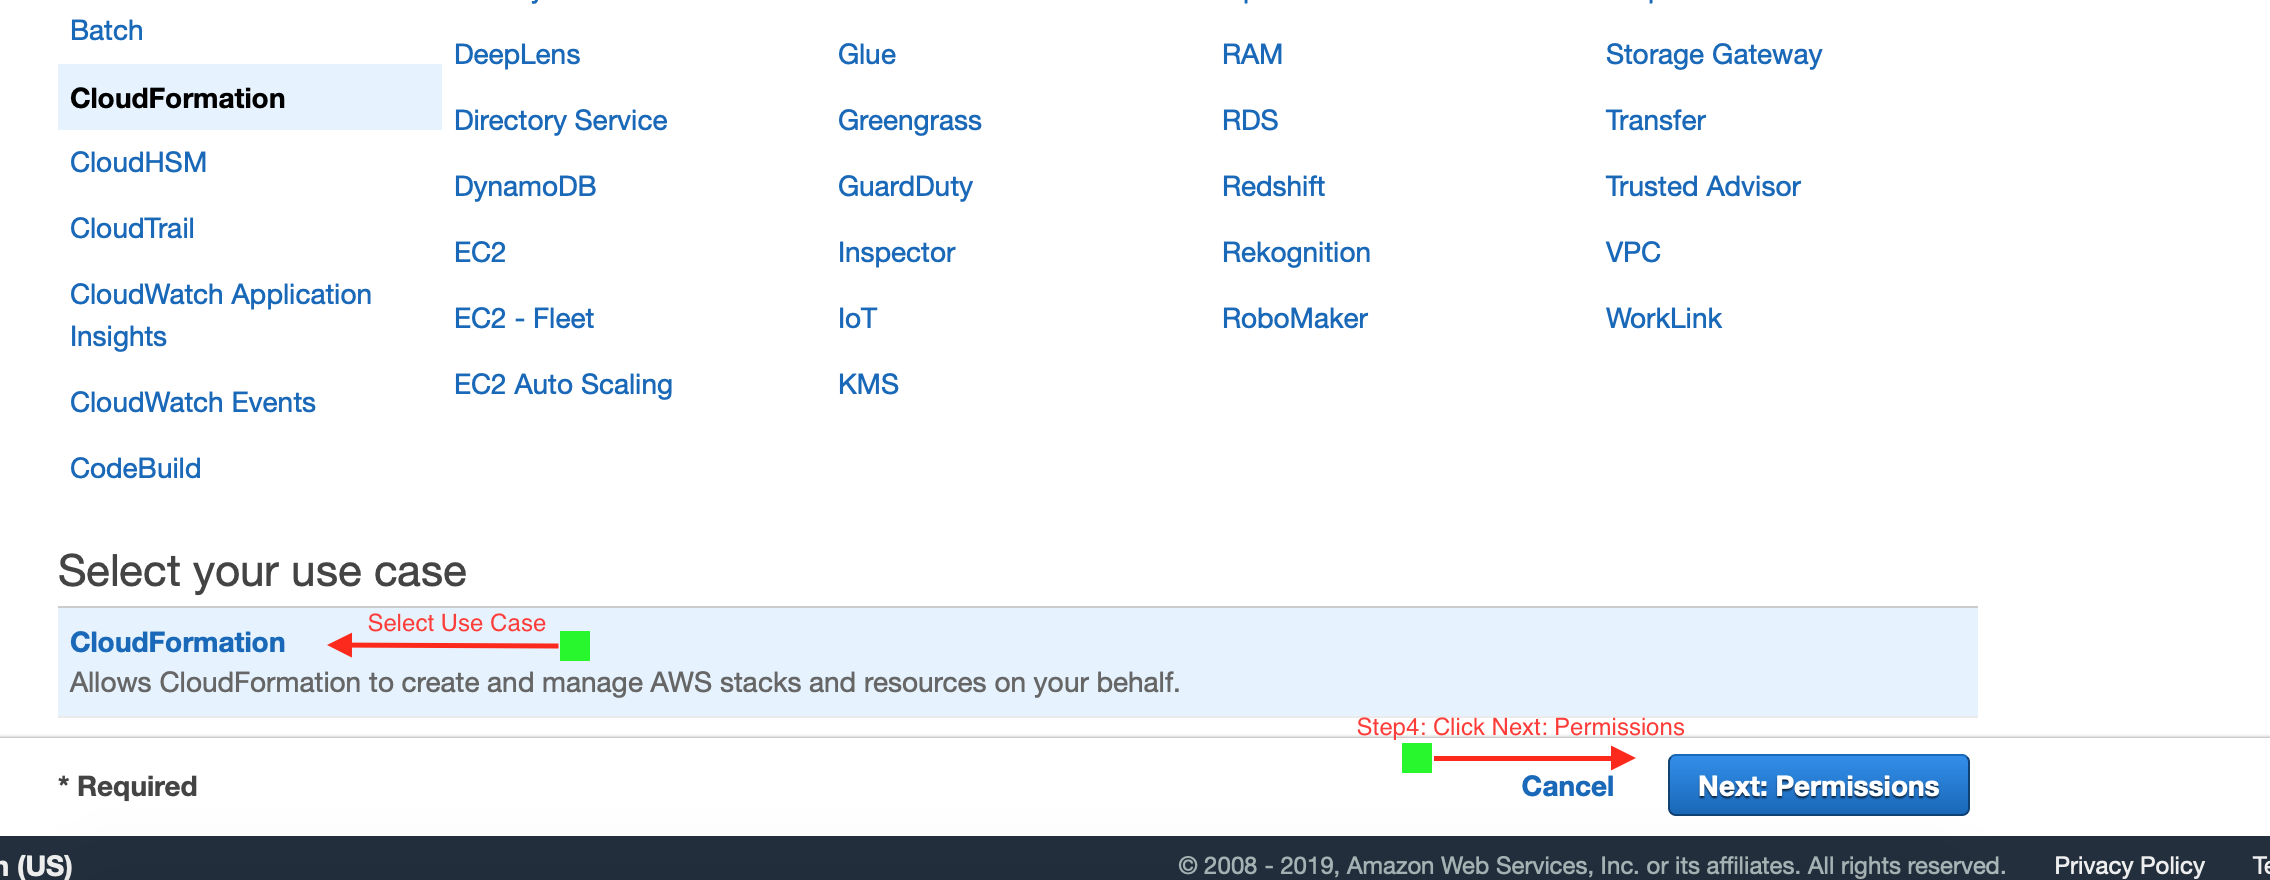 Batch
CloudFormation
CloudHSM
CloudTrail
CloudWatch Application
Insights
CloudWatch Events
CodeBuild
DeepLens
Directory Service
DynamoDB
EC2
EC2 - Fleet
EC2 Auto Scaling
Glue
Greengrass
GuardDuty
Inspector
IoT
KMS
RAM
RDS
Redshift
Rekognition
RoboMaker
Storage Gateway
Transfer
Trusted Advisor
VPC
WorkLink
Select your use case
Select Use Case
CloudFormation
Allows CloudFormation to create and manage AWS stacks and resources on your behalf.
Step4: Click Next: Permissions
* Required
Cancel
Next: Permissions
(US)
© 2008 - 2019, Amazon Web Services, Inc. or its affiliates. All rights reserved.
Privacy Policy